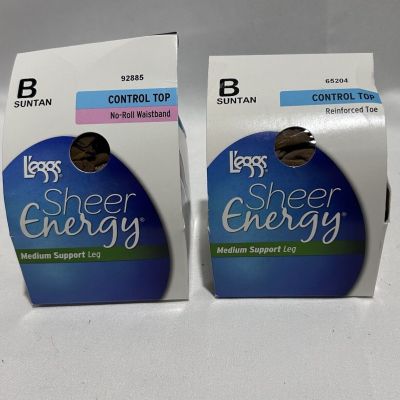 B
SUNTAN
92885
CONTROL TOP
No-Roll Waistband
L'eggs
Sheer
Energy®
Medium Support Leg
B
SUNTAN
65204
CONTROL TOP
Reinforced Toe
L'eggs
Sheer
Energy®
Medium Support Leg